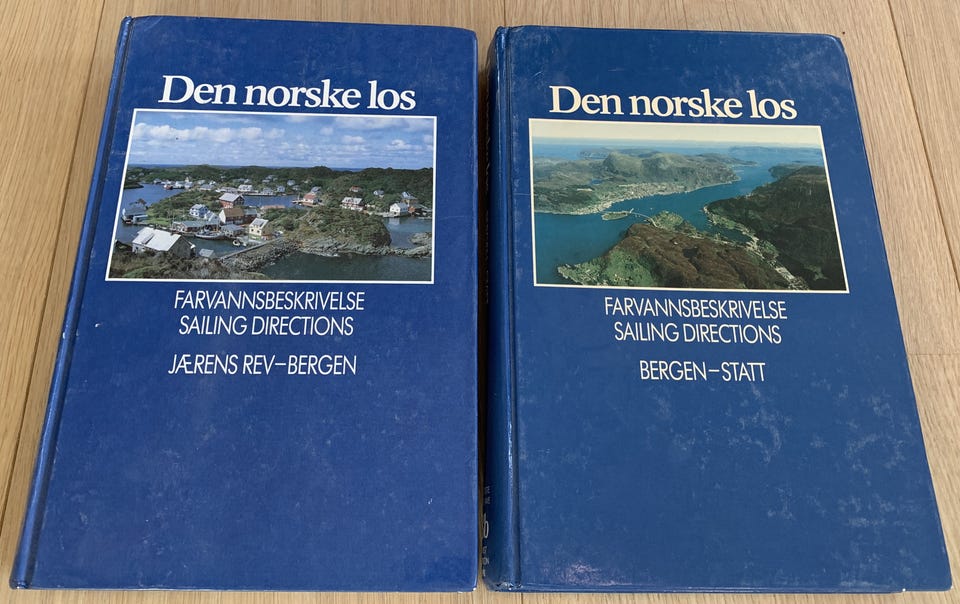 Den norske los
FARVANNSBESKRIVELSE
SAILING DIRECTIONS
JÆRENS REV–BERGEN
Den norske los
FARVANNSBESKRIVELSE
SAILING DIRECTIONS
BERGEN–STATT